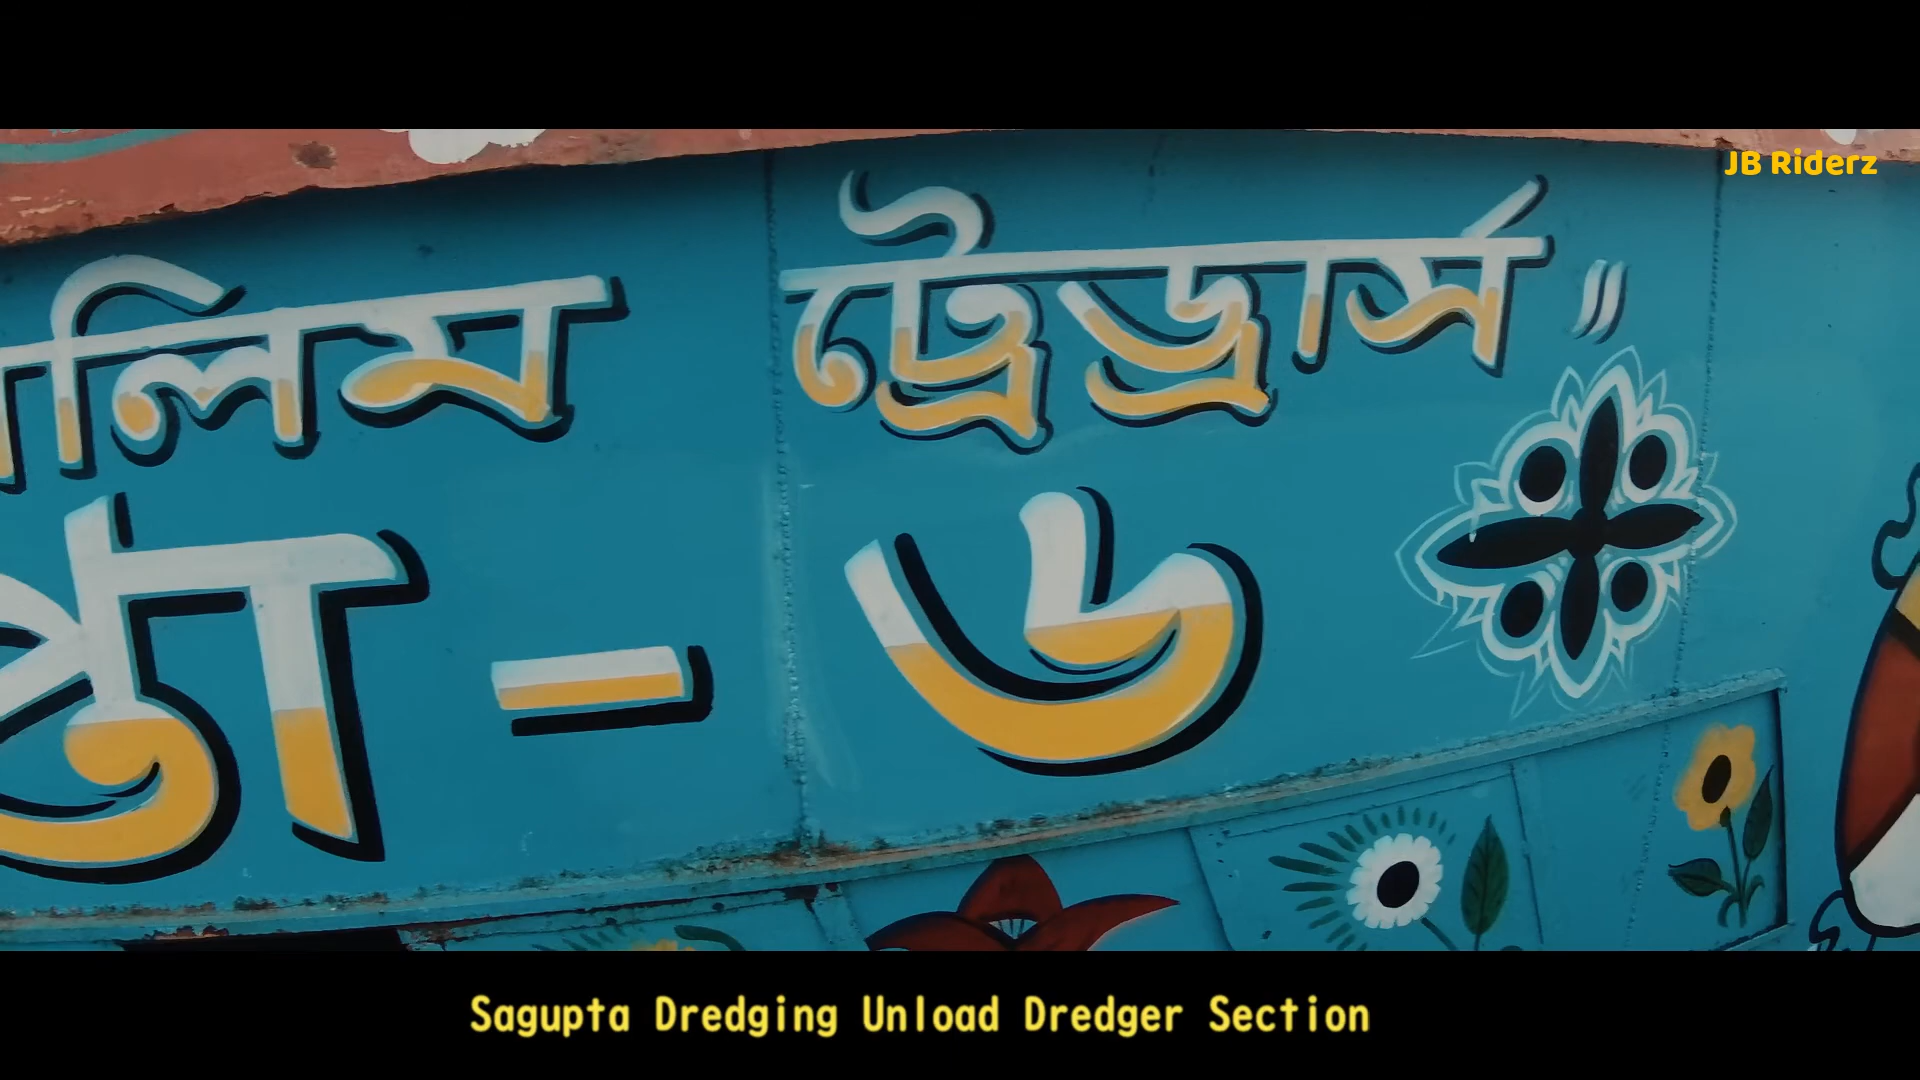 JB Riderz
ালিম ট্রেড্রার্স ॥
প্তা - ৬
Sagupta Dredging Unload Dredger Section